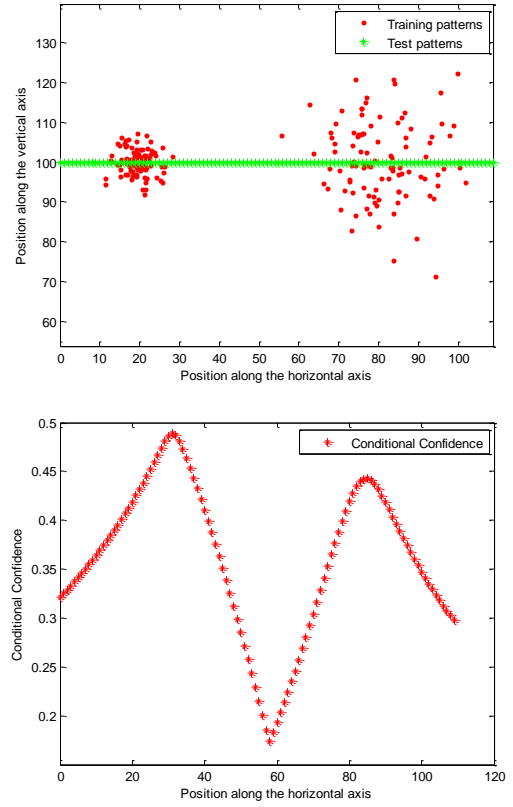 Position along the vertical axis
130
120
110
100
90
80
70
60
Training patterns
Test patterns
0 10 20 30 40 50 60 70 80 90 100
Position along the horizontal axis
Conditional Confidence
0.5
0.45
0.4
0.35
0.3
0.25
0.2
Conditional Confidence
0 20 40 60 80 100 120
Position along the horizontal axis